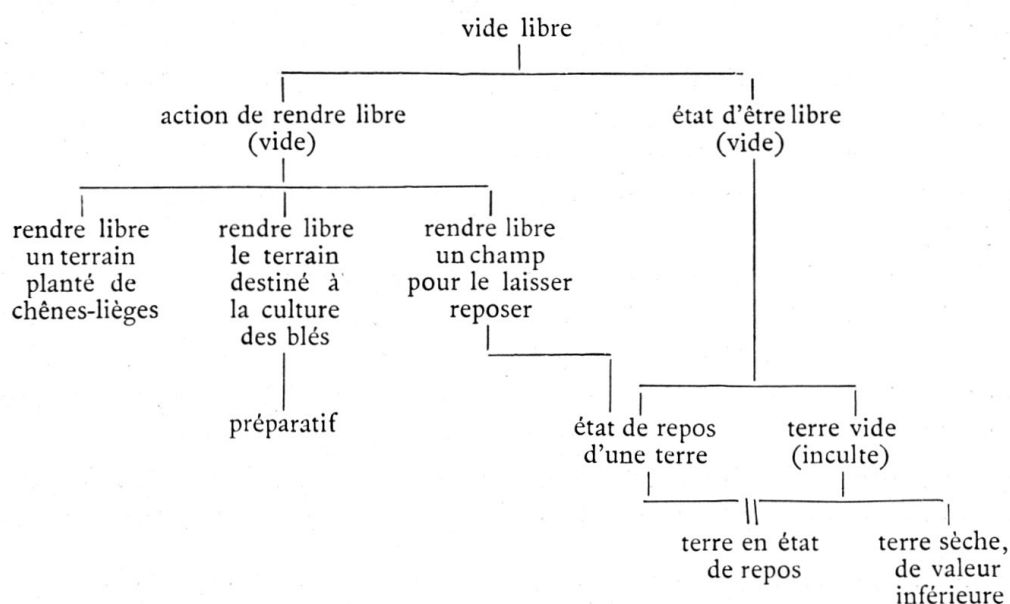 vide libre
action de rendre libre
(vide)
état d'être libre
(vide)
rendre libre
un terrain
planté de
chênes-lièges
rendre libre
le terrain
destiné à
la culture
des blés
rendre libre
un champ
pour le laisser
reposer
préparatif
état de repos
d'une terre
terre vide
(inculte)
terre en état
de repos
terre sèche,
de valeur
inférieure